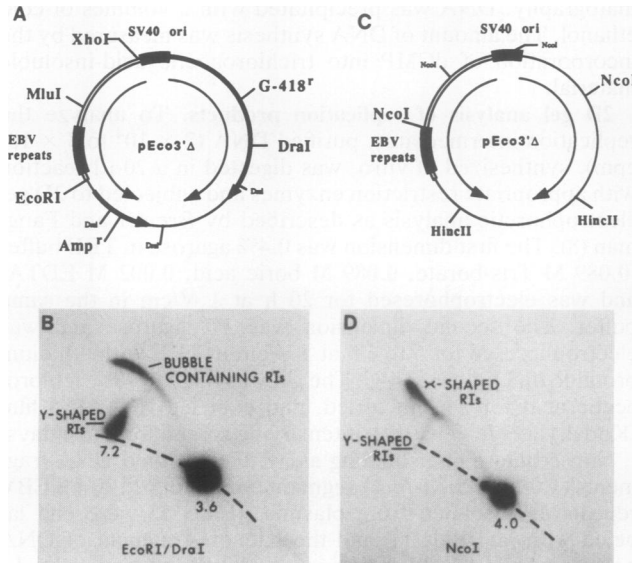 A
SV40 ori
XhoI
G-418r
MluI
DraI
EBV
repeats
pEco3'Δ
EcoRI
DraI
DraI
DraI
Amp r
C
SV40 ori
NcoI
NcoI
NcoI
NcoI
EBV
repeats
pEco3'Δ
HincII
HincII
B
BUBBLE
CONTAINING RIs
Y-SHAPED
RIs
7.2
3.6
EcoRI/DraI
D
X-SHAPED
RIs
Y-SHAPED
RIs
4.0
NcoI